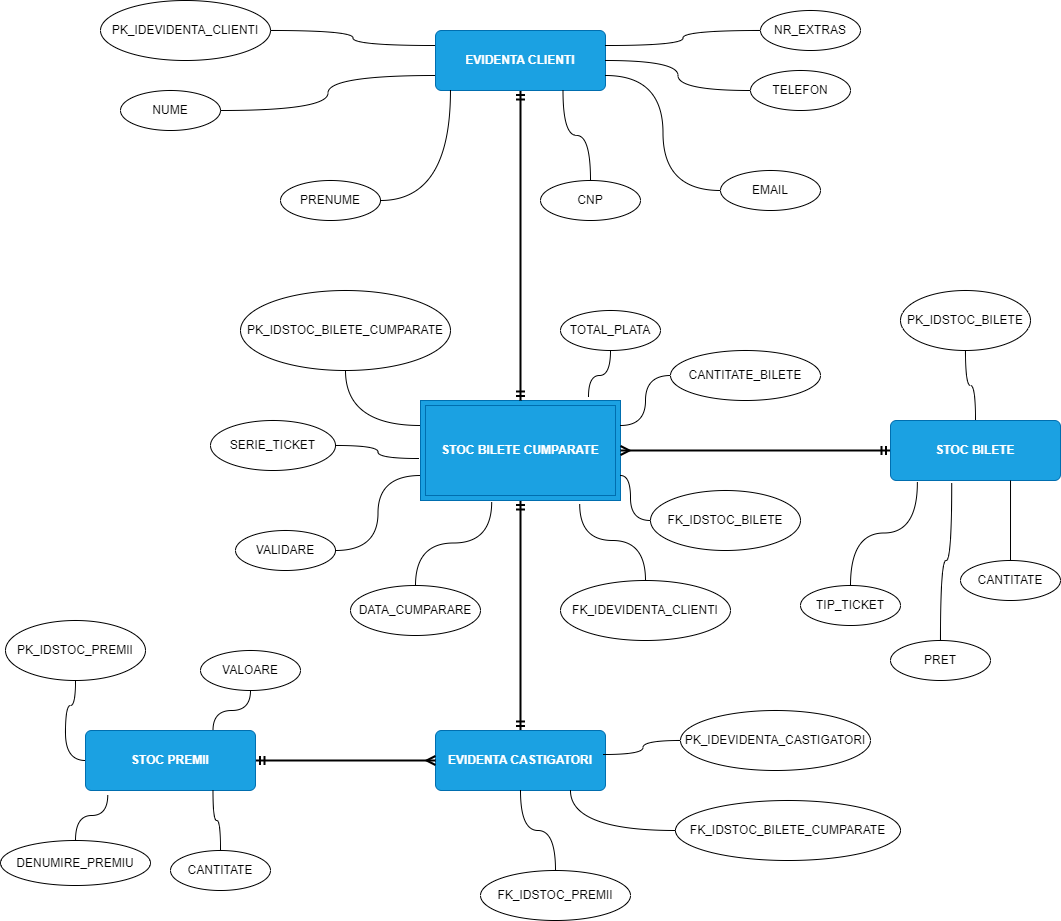 PK_IDEVIDENTA_CLIENTI
NR_EXTRAS
EVIDENTA CLIENTI
TELEFON
NUME
EMAIL
PRENUME
CNP
PK_IDSTOC_BILETE
PK_IDSTOC_BILETE_CUMPARATE
TOTAL_PLATA
CANTITATE_BILETE
SERIE_TICKET
STOC BILETE CUMPARATE
STOC BILETE
FK_IDSTOC_BILETE
VALIDARE
CANTITATE
DATA_CUMPARARE
FK_IDEVIDENTA_CLIENTI
TIP_TICKET
PK_IDSTOC_PREMII
VALOARE
PRET
PK_IDEVIDENTA_CASTIGATORI
STOC PREMII
EVIDENTA CASTIGATORI
FK_IDSTOC_BILETE_CUMPARATE
DENUMIRE_PREMIU
CANTITATE
FK_IDSTOC_PREMII